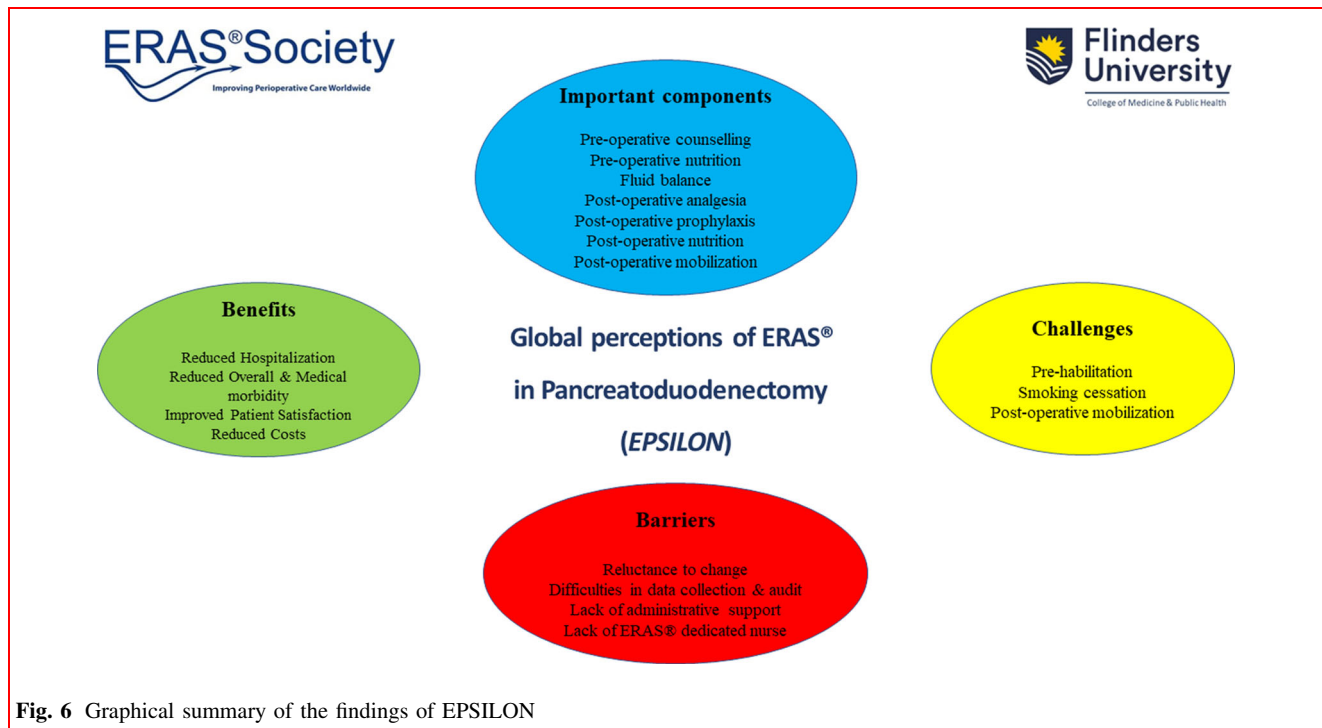 ERAS®Society
Improving Perioperative Care Worldwide
Flinders
University
College of Medicine & Public Health
Important components
Pre-operative counselling
Pre-operative nutrition
Fluid balance
Post-operative analgesia
Post-operative prophylaxis
Post-operative nutrition
Post-operative mobilization
Benefits
Reduced Hospitalization
Reduced Overall & Medical
morbidity
Improved Patient Satisfaction
Reduced Costs
Global perceptions of ERAS®
in Pancreatoduodenectomy
(EPSILON)
Challenges
Pre-habilitation
Smoking cessation
Post-operative mobilization
Barriers
Reluctance to change
Difficulties in data collection & audit
Lack of administrative support
Lack of ERAS® dedicated nurse
Fig. 6 Graphical summary of the findings of EPSILON